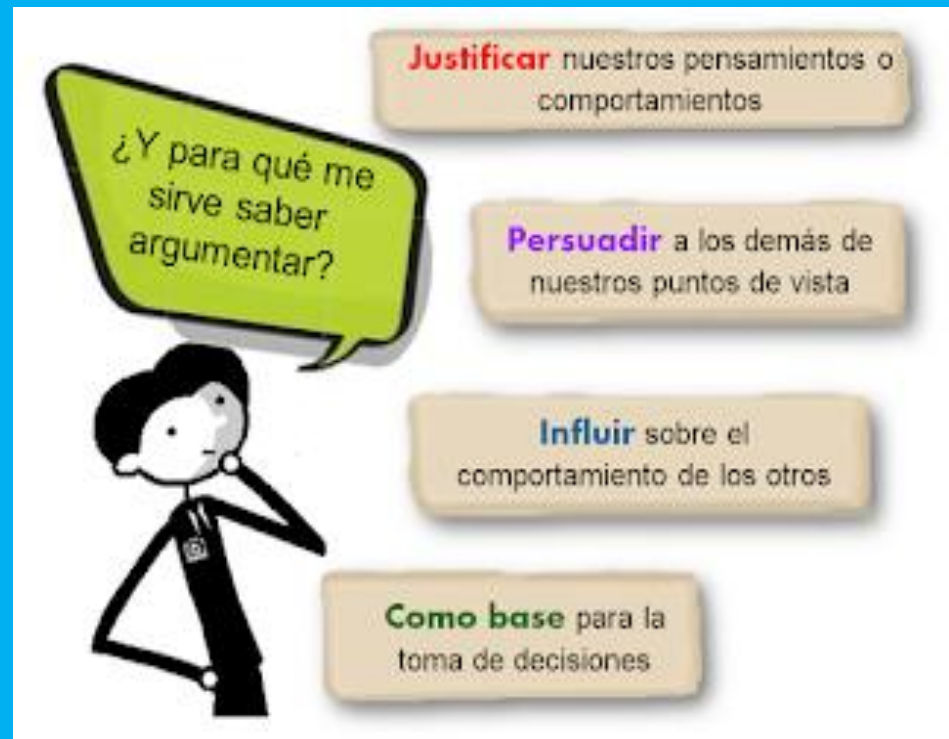 ¿Y para qué me
sirve saber
argumentar?
Justificar nuestros pensamientos o
comportamientos
Persuadir a los demás de
nuestros puntos de vista
Influir sobre el
comportamiento de los otros
Como base para la
toma de decisiones